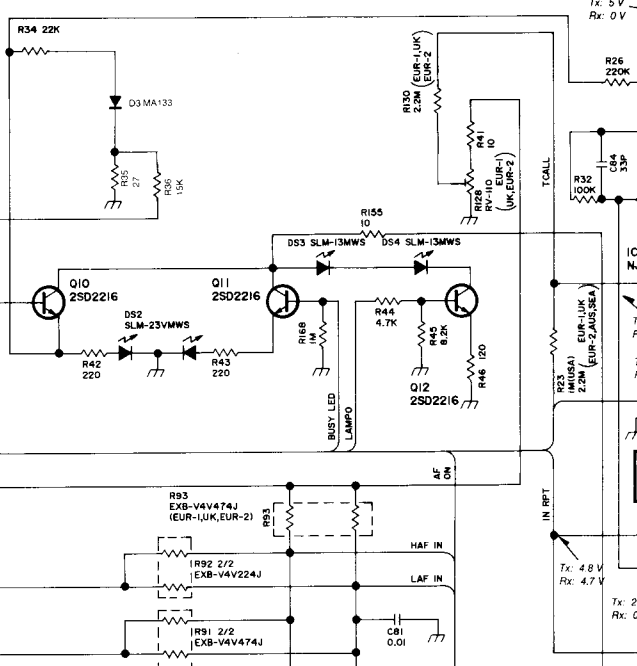 Tx: 5 V
Rx: 0 V
R34 22K
R26
220K
D3 MA133
R35
27
R36
15K
R130
2.2M
(EUR-1,UK)
(EUR-2)
R41
10
R128
RV-110
(EUR-1)
(UK,EUR-2)
TCALL
R32
100K
C84
33P
R155
10
DS3 SLM-13MWS
DS4 SLM-13MWS
IC
Q10
2SD2216
Q11
2SD2216
DS2
SLM-23VMWS
R42
220
R43
220
R168
1M
R44
4.7K
R45
8.2K
R46
120
Q12
2SD2216
R23
1M(USA)
2.2M
(EUR-1,UK)
(EUR-2,AUS,SEA)
BUSY LED
LAMPO
AF
ON
IN RPT
R93
EXB-V4V474J
(EUR-1,UK,EUR-2)
R93
HAF IN
R92 2/2
EXB-V4V224J
LAF IN
Tx: 4.8 V
Rx: 4.7 V
R91 2/2
EXB-V4V474J
C81
0.01
Tx: 2
Rx: 0